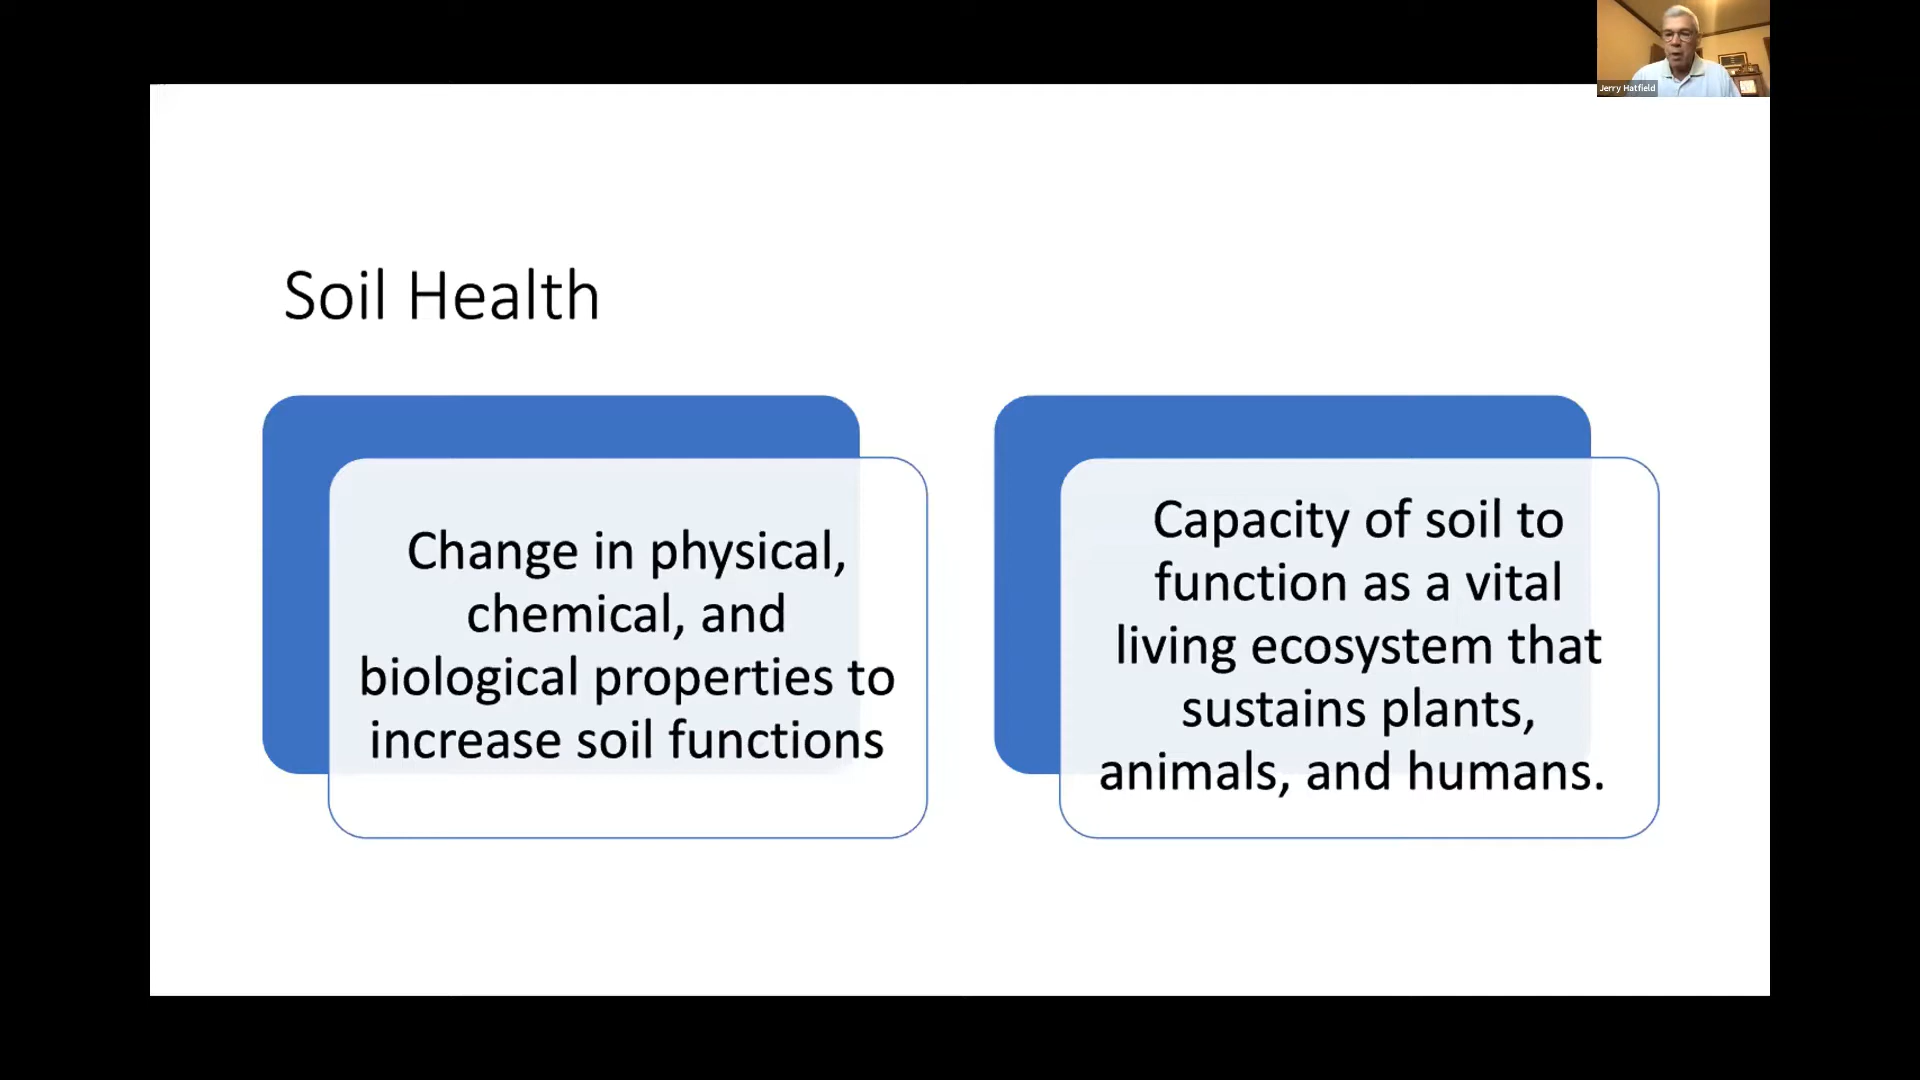 Jerry Hatfield
Soil Health
Change in physical,
chemical, and
biological properties to
increase soil functions
Capacity of soil to
function as a vital
living ecosystem that
sustains plants,
animals, and humans.